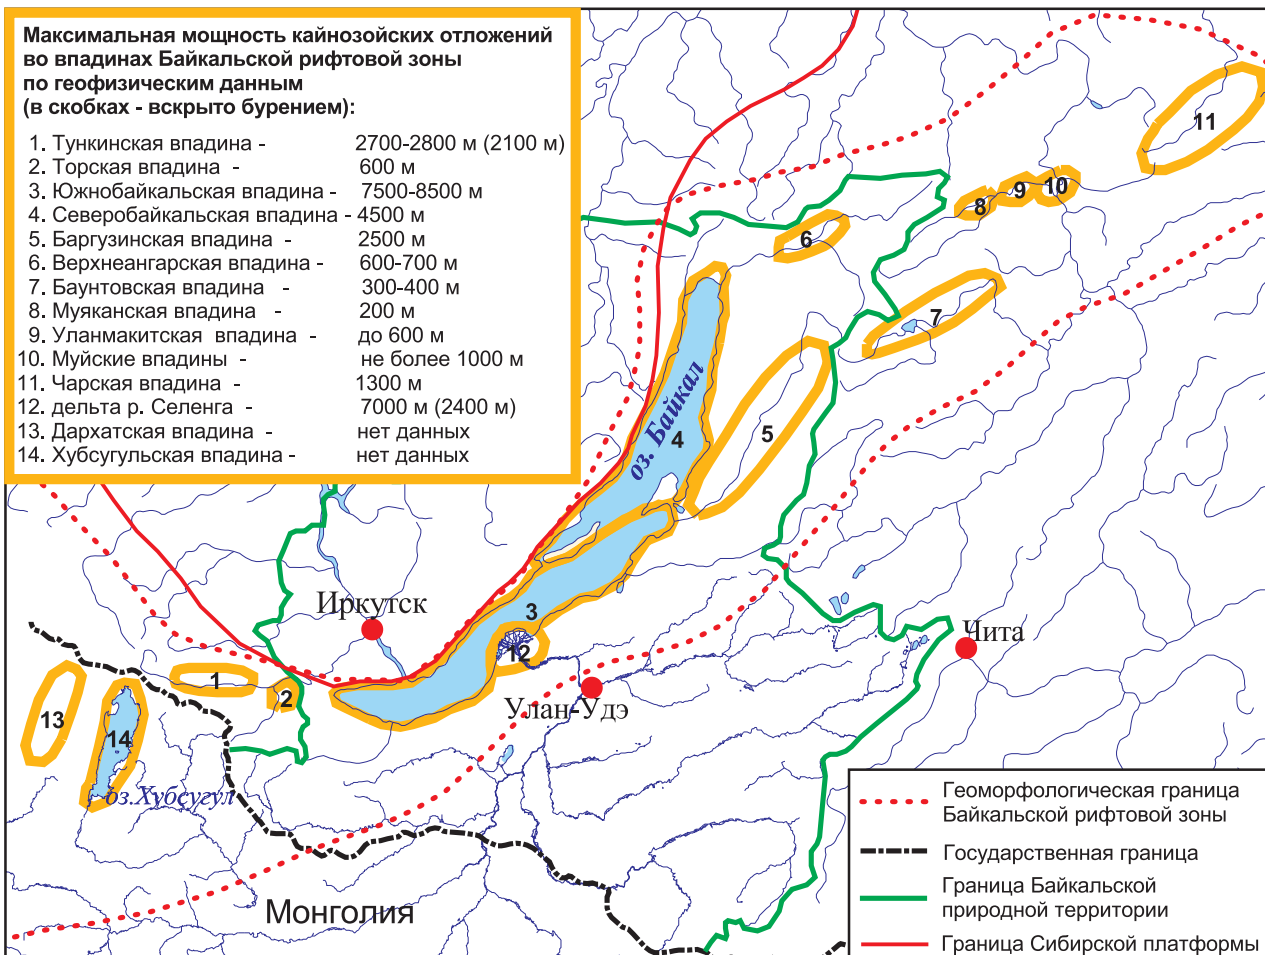 Максимальная мощность кайнозойских отложений
во впадинах Байкальской рифтовой зоны
по геофизическим данным
(в скобках - вскрыто бурением):
1. Тункинская впадина - 2700-2800 м (2100 м)
2. Торская впадина - 600 м
3. Южнобайкальская впадина - 7500-8500 м
4. Северобайкальская впадина - 4500 м
5. Баргузинская впадина - 2500 м
6. Верхнеангарская впадина - 600-700 м
7. Баунтовская впадина - 300-400 м
8. Муяканская впадина - 200 м
9. Уланмакитская впадина - до 600 м
10. Муйские впадины - не более 1000 м
11. Чарская впадина - 1300 м
12. дельта р. Селенга - 7000 м (2400 м)
13. Дархатская впадина - нет данных
14. Хубсугульская впадина - нет данных
11
10
9
8
6
7
оз. Байкал
4
5
3
Иркутск
12
Чита
1
2
Улан-Удэ
13
14
оз.Хубсугул
Монголия
Геоморфологическая граница
Байкальской рифтовой зоны
Государственная граница
Граница Байкальской
природной территории
Граница Сибирской платформы